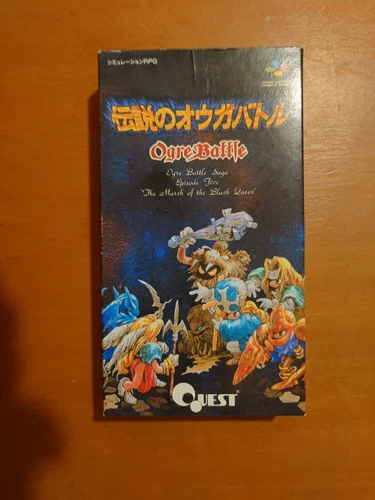 シミュレーションRPG
伝説のオウガバトル
Ogre Battle
Ogre Battle Saga
Episode Five
"The March of the Black Queen"
QUEST